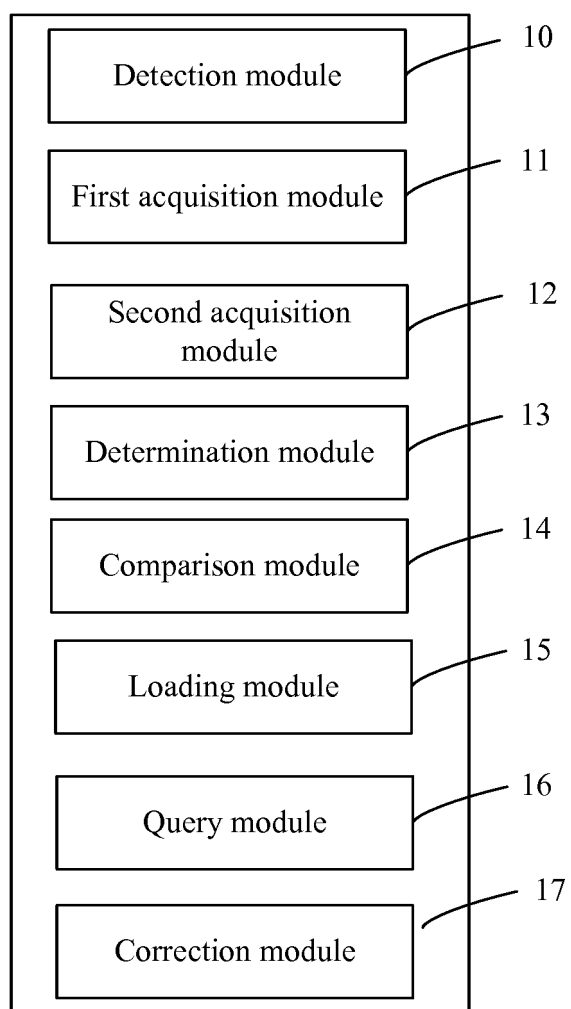 Detection module
10
First acquisition module
11
Second acquisition
module
12
Determination module
13
Comparison module
14
Loading module
15
Query module
16
Correction module
17